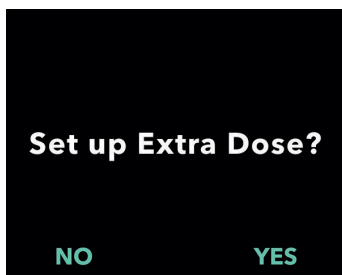 Set up Extra Dose?
NO YES